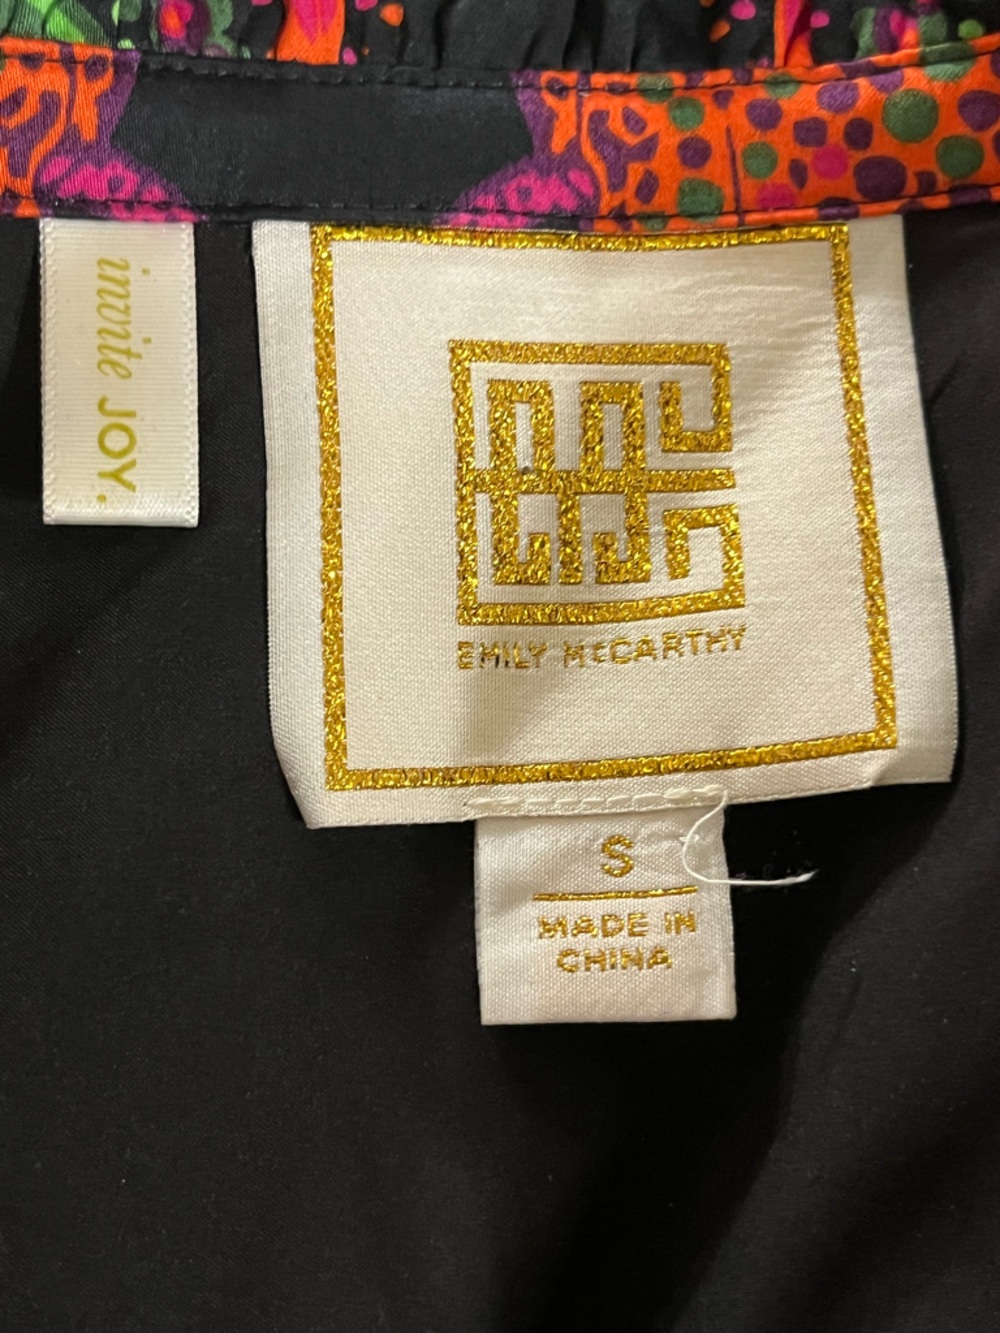 invite JOY.
EMILY McCARTHY
S
MADE IN
CHINA